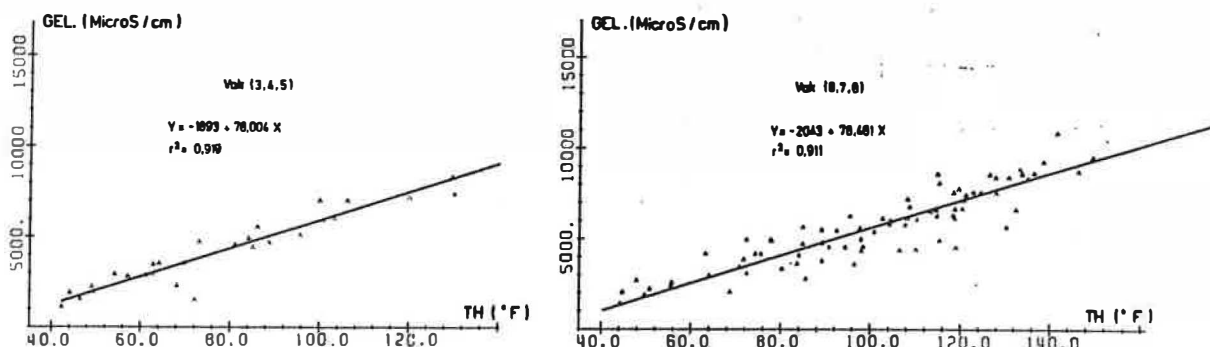 GEL. (MicroS/cm)
15000
10000
5000.
Vak (3,4,5)
Y = -1893 + 78,004 X
r² = 0,919
TH (°F)
40.0 60.0 80.0 100.0 120.0
GEL. (MicroS/cm)
15000
10000
5000.
Vak (6,7,8)
Y = -2043 + 78,481 X
r² = 0,911
TH (°F)
40.0 60.0 80.0 100.0 120.0 140.0